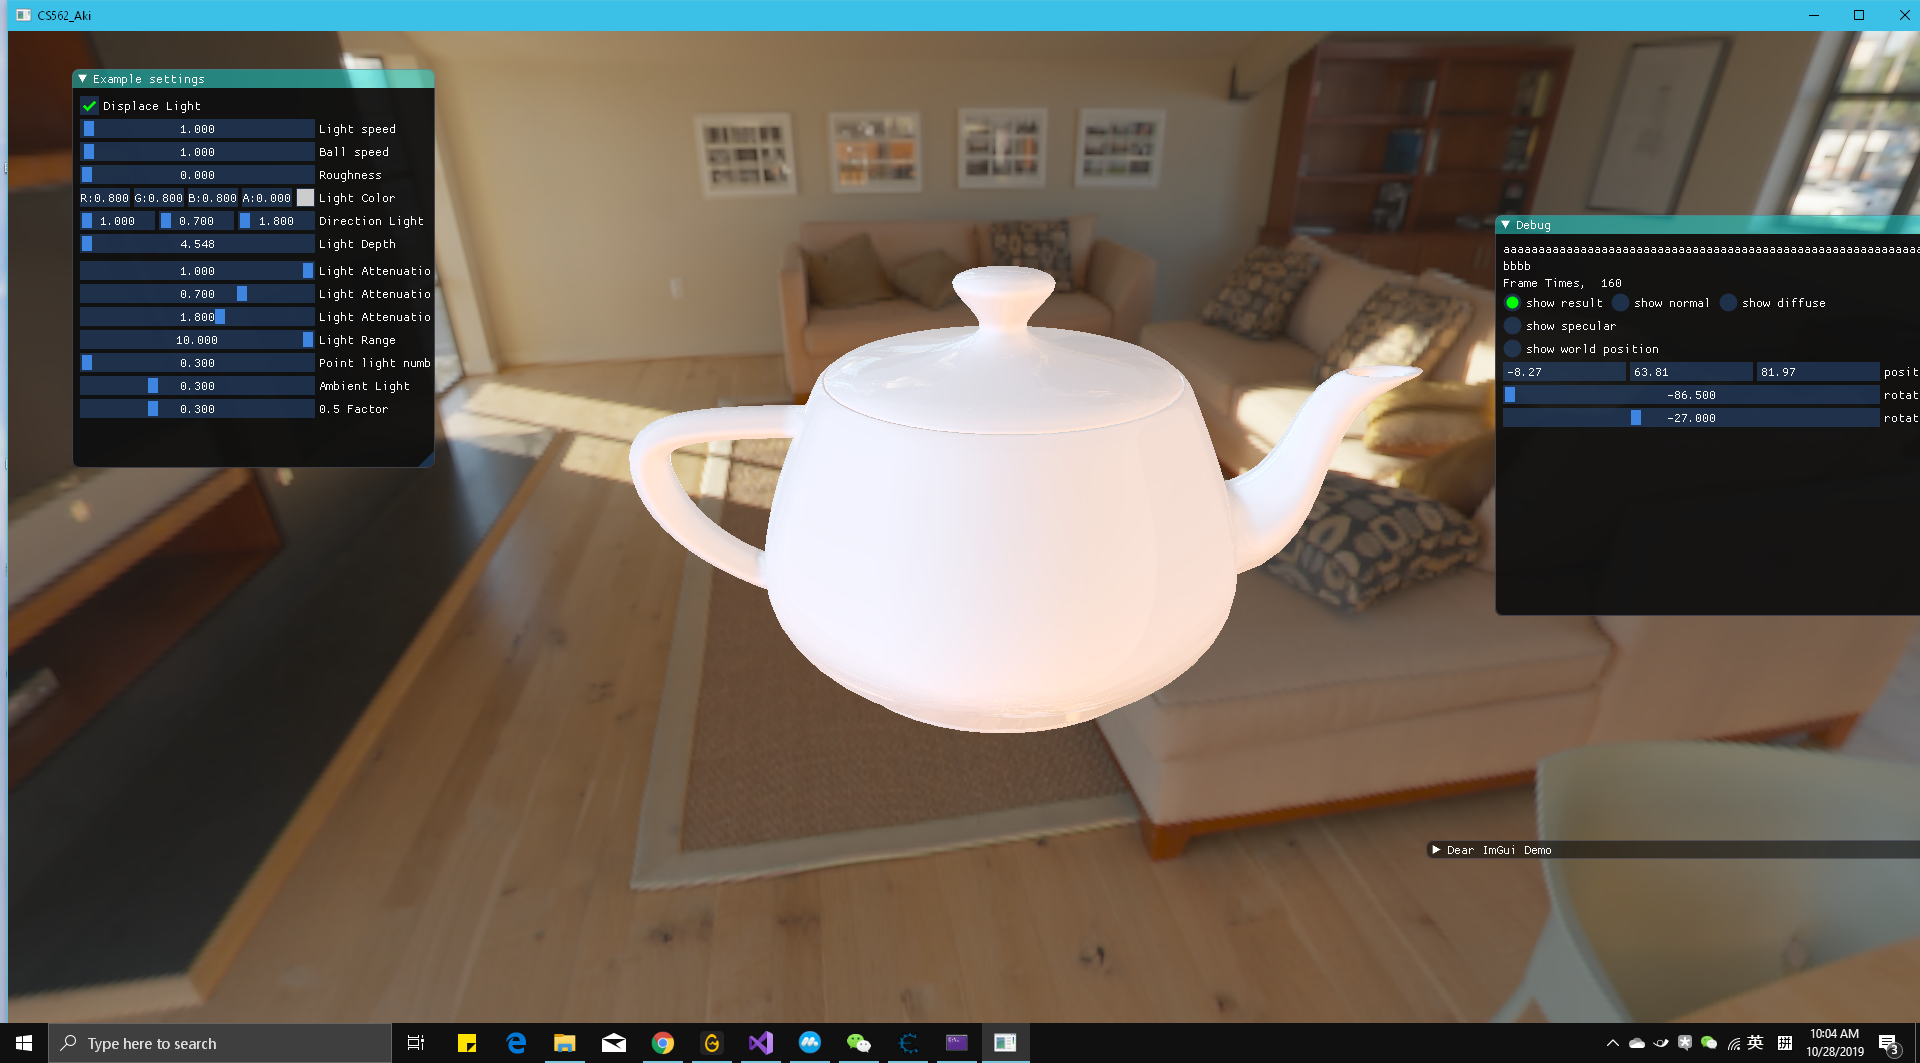 CS562_Aki
Example settings
Displace Light
1.000 Light speed
1.000 Ball speed
0.000 Roughness
R:0.800 G:0.800 B:0.800 A:0.000 Light Color
1.000 0.700 1.800 Direction Light
4.548 Light Depth
1.000 Light Attenuatio
0.700 Light Attenuatio
1.800 Light Attenuatio
10.000 Light Range
0.300 Point light numb
0.300 Ambient Light
0.300 0.5 Factor
Debug
bbbb
Frame Times, 160
show result show normal show diffuse
show specular
show world position
-8.27 63.81 81.97 posit
-86.500 rotat
-27.000 rotat
Dear ImGui Demo
Type here to search
英
拼
10:04 AM
10/28/2019
3